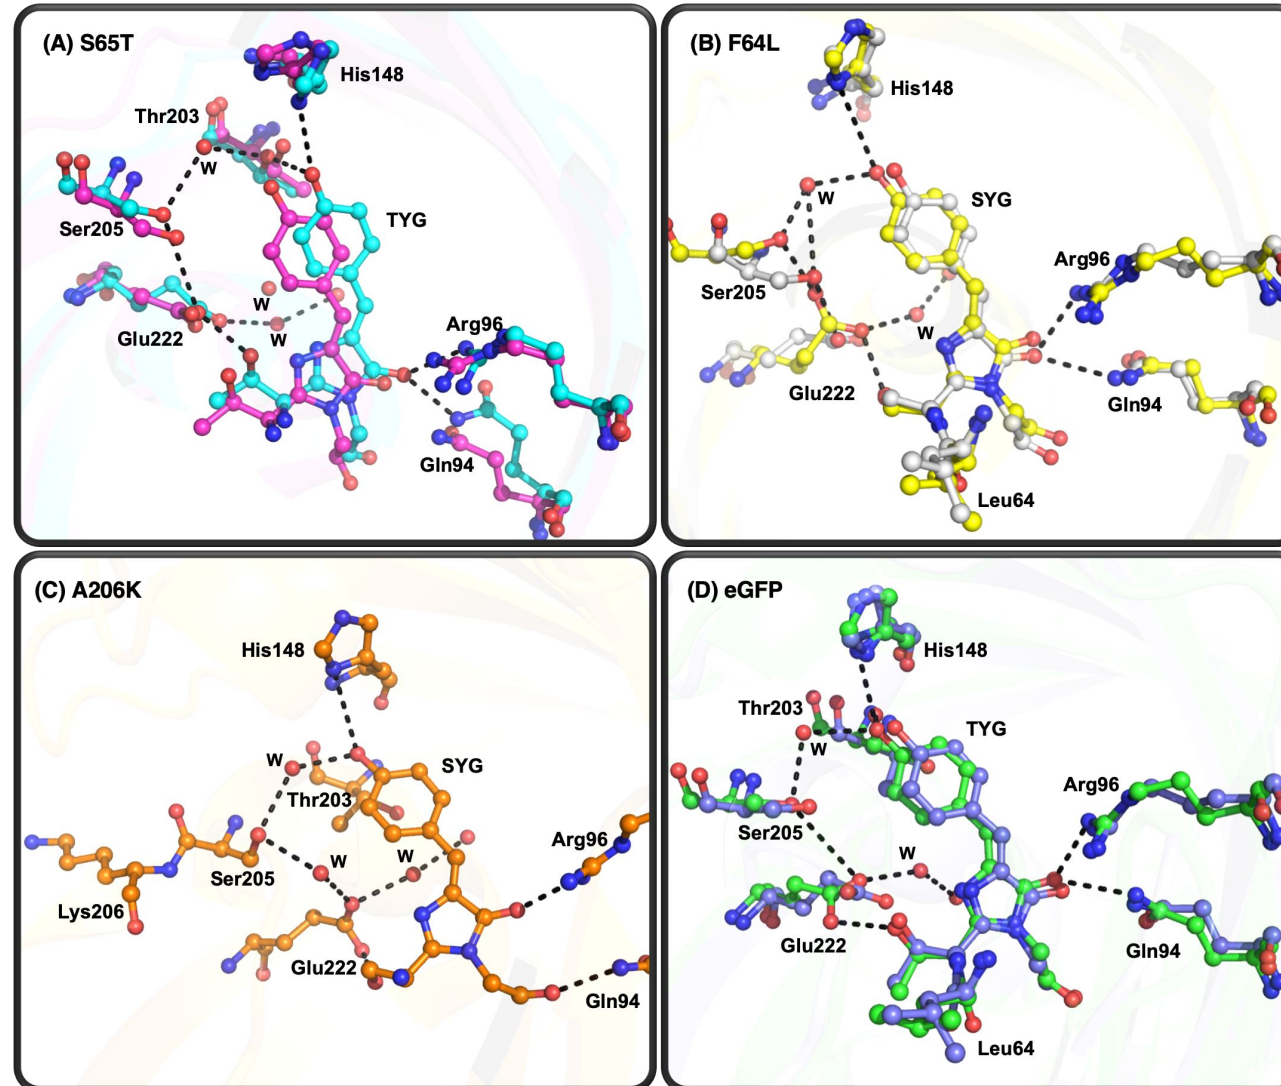 (A) S65T
His148
Thr203
W
TYG
Ser205
W
W
Glu222
Arg96
Gln94
(B) F64L
His148
W
SYG
Arg96
Ser205
W
Glu222
Gln94
Leu64
(C) A206K
His148
W
SYG
Thr203
Arg96
W
W
Ser205
Lys206
Glu222
Gln94
(D) eGFP
His148
Thr203
TYG
W
Arg96
Ser205
W
Glu222
Gln94
Leu64